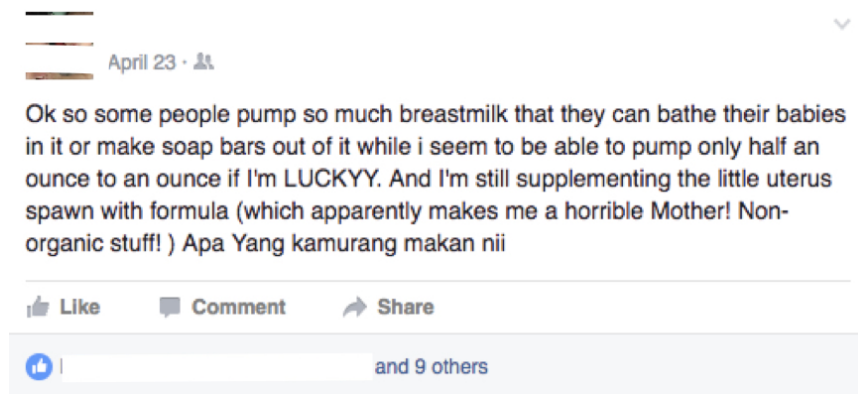 April 23 ·
Ok so some people pump so much breastmilk that they can bathe their babies
in it or make soap bars out of it while i seem to be able to pump only half an
ounce to an ounce if I'm LUCKYY. And I'm still supplementing the little uterus
spawn with formula (which apparently makes me a horrible Mother! Non-
organic stuff! ) Apa Yang kamurang makan nii
Like Comment Share
and 9 others